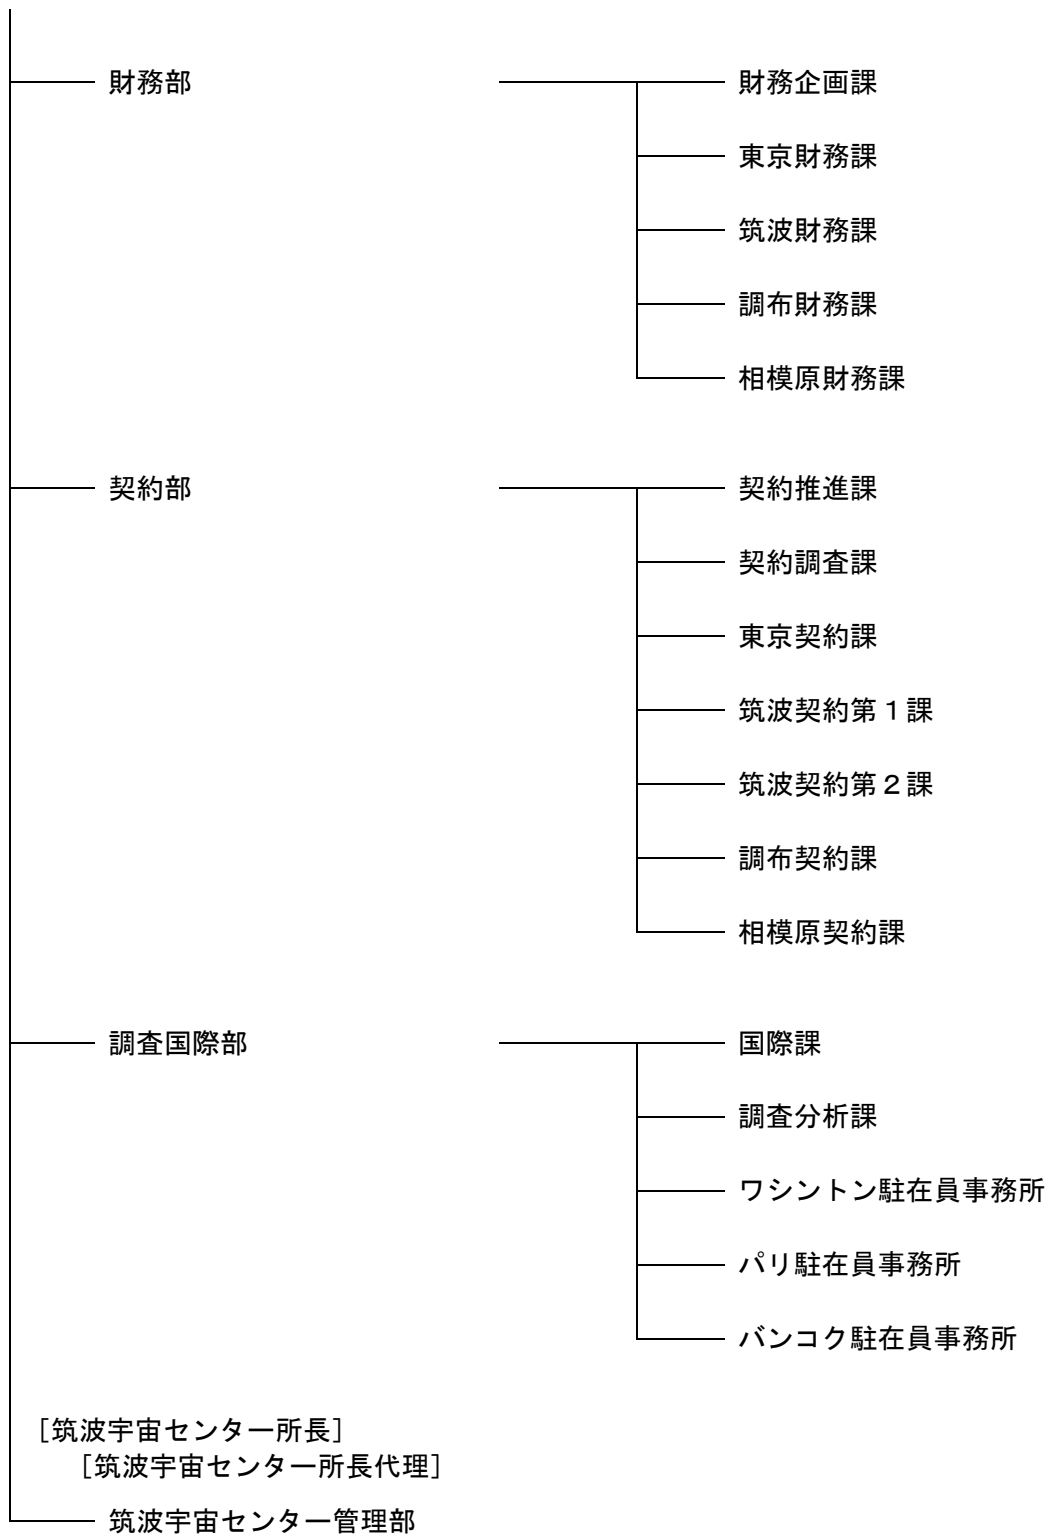 財務部
財務企画課
東京財務課
筑波財務課
調布財務課
相模原財務課
契約部
契約推進課
契約調査課
東京契約課
筑波契約第１課
筑波契約第２課
調布契約課
相模原契約課
調査国際部
国際課
調査分析課
ワシントン駐在員事務所
パリ駐在員事務所
バンコク駐在員事務所
［筑波宇宙センター所長］
［筑波宇宙センター所長代理］
筑波宇宙センター管理部